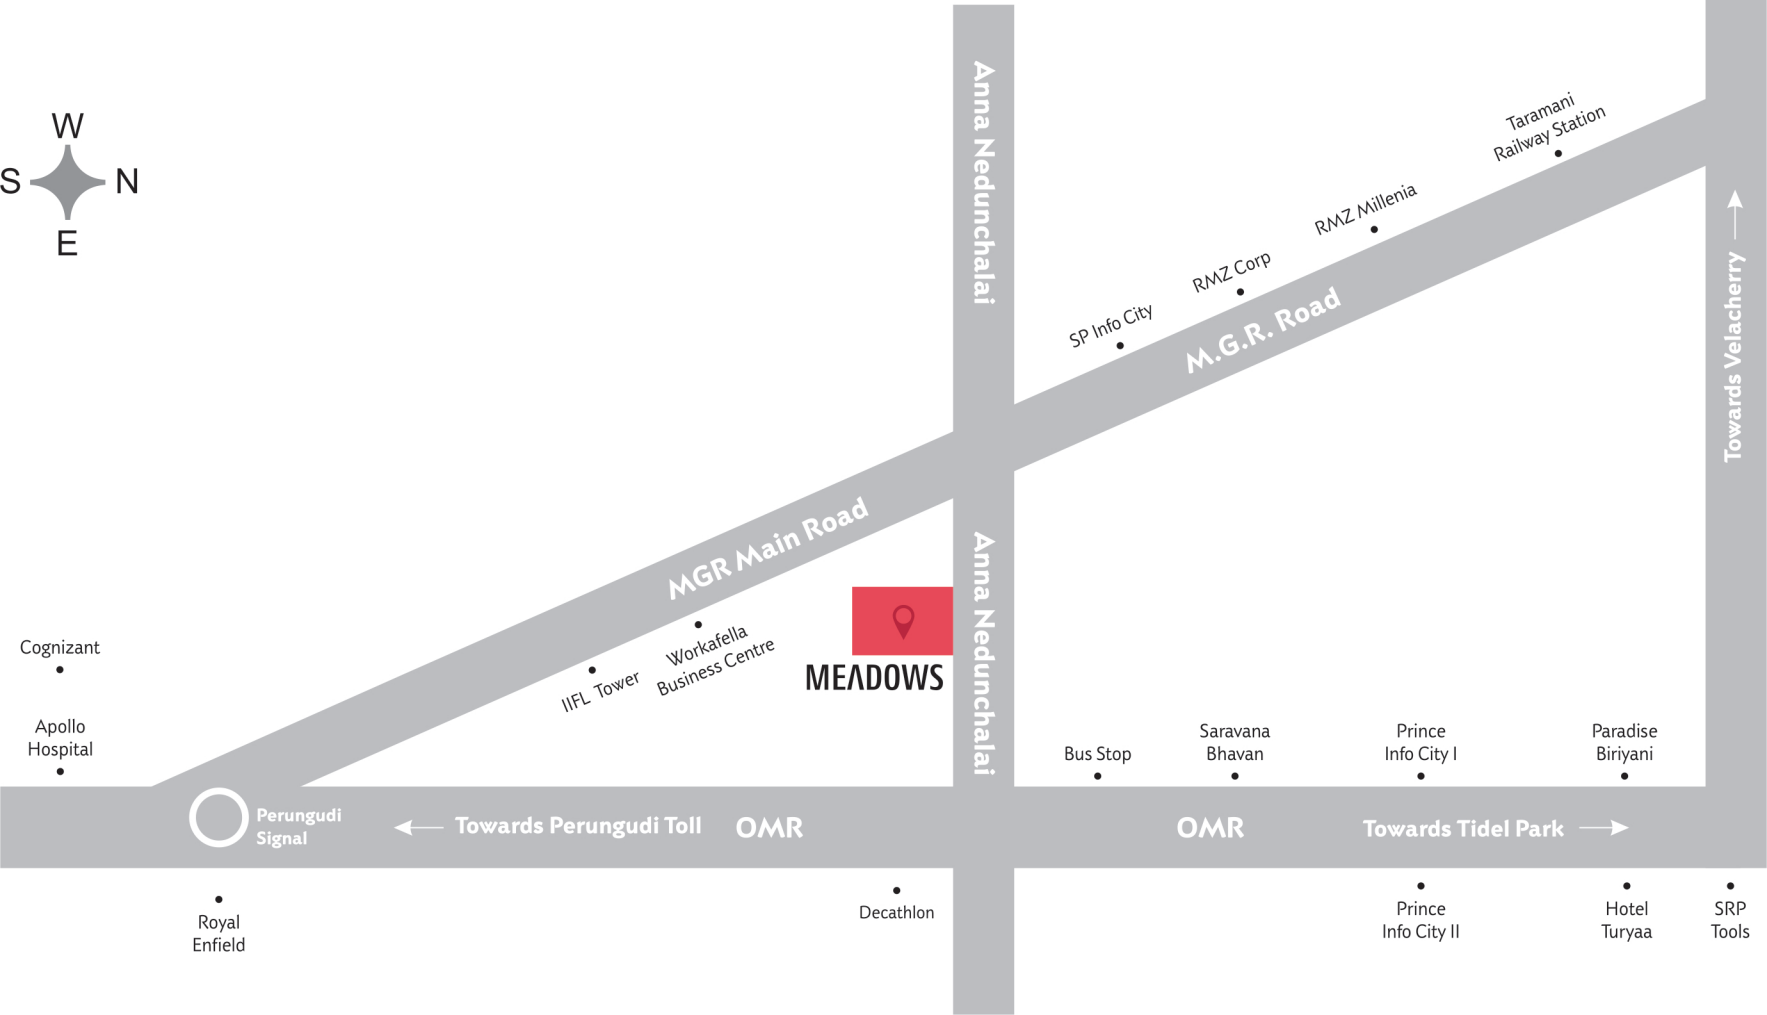 W
S N
E
Anna Nedunchalai
Taramani
Railway Station
RMZ Millenia
RMZ Corp
SP Info City
M.G.R. Road
Towards Velacherry
MGR Main Road
Anna Nedunchalai
Workafella
Business Centre
IIFL Tower
MEADOWS
Cognizant
Apollo
Hospital
Bus Stop
Saravana
Bhavan
Prince
Info City I
Paradise
Biriyani
Perungudi
Signal
Towards Perungudi Toll
OMR
OMR
Towards Tidel Park
Royal
Enfield
Decathlon
Prince
Info City II
Hotel
Turyaa
SRP
Tools